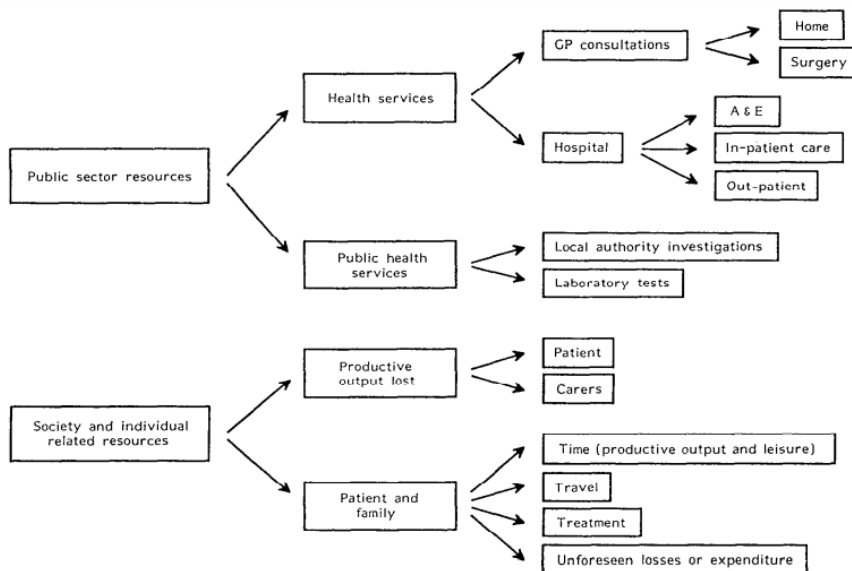 Public sector resources
Health services
GP consultations
Home
Surgery
Hospital
A & E
In-patient care
Out-patient
Public health
services
Local authority investigations
Laboratory tests
Society and individual
related resources
Productive
output lost
Patient
Carers
Patient and
family
Time (productive output and leisure)
Travel
Treatment
Unforeseen losses or expenditure